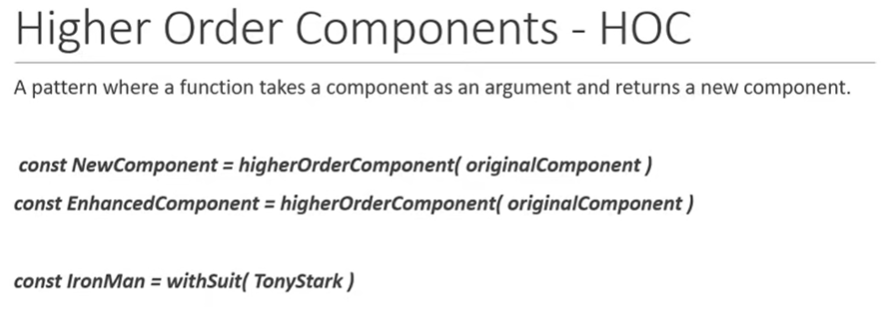 Higher Order Components - HOC
A pattern where a function takes a component as an argument and returns a new component.
const NewComponent = higherOrderComponent( originalComponent )
const EnhancedComponent = higherOrderComponent( originalComponent )
const IronMan = withSuit( TonyStark )